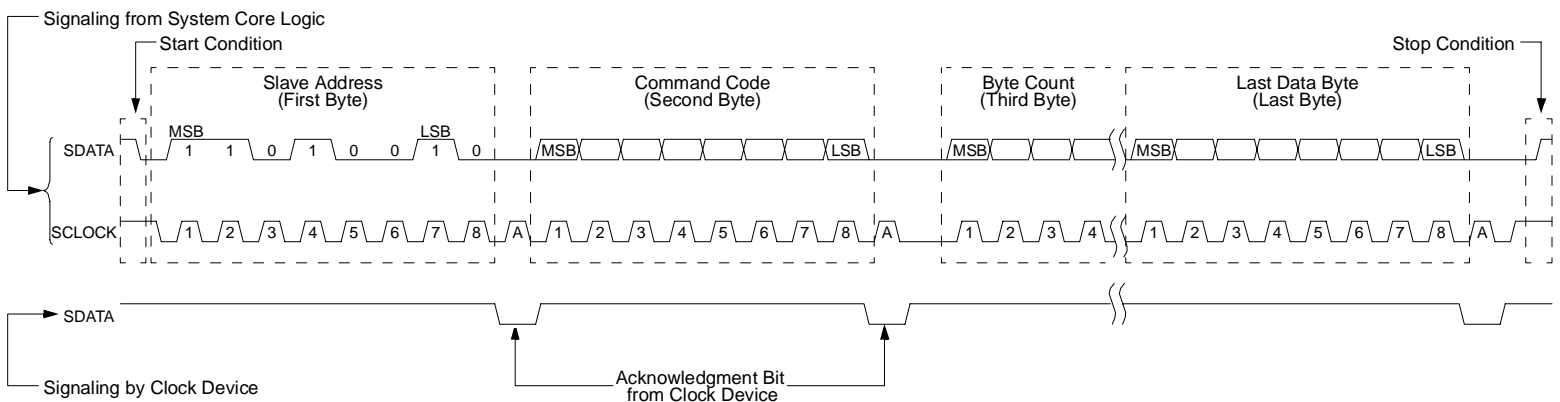 Signaling from System Core Logic
Start Condition
Stop Condition
Slave Address
(First Byte)
Command Code
(Second Byte)
Byte Count
(Third Byte)
Last Data Byte
(Last Byte)
MSB LSB
SDATA 1 1 0 1 0 0 1 0 MSB LSB MSB MSB LSB
SCLOCK 1 2 3 4 5 6 7 8 A 1 2 3 4 5 6 7 8 A 1 2 3 4 1 2 3 4 5 6 7 8 A
SDATA
Signaling by Clock Device
Acknowledgment Bit
from Clock Device